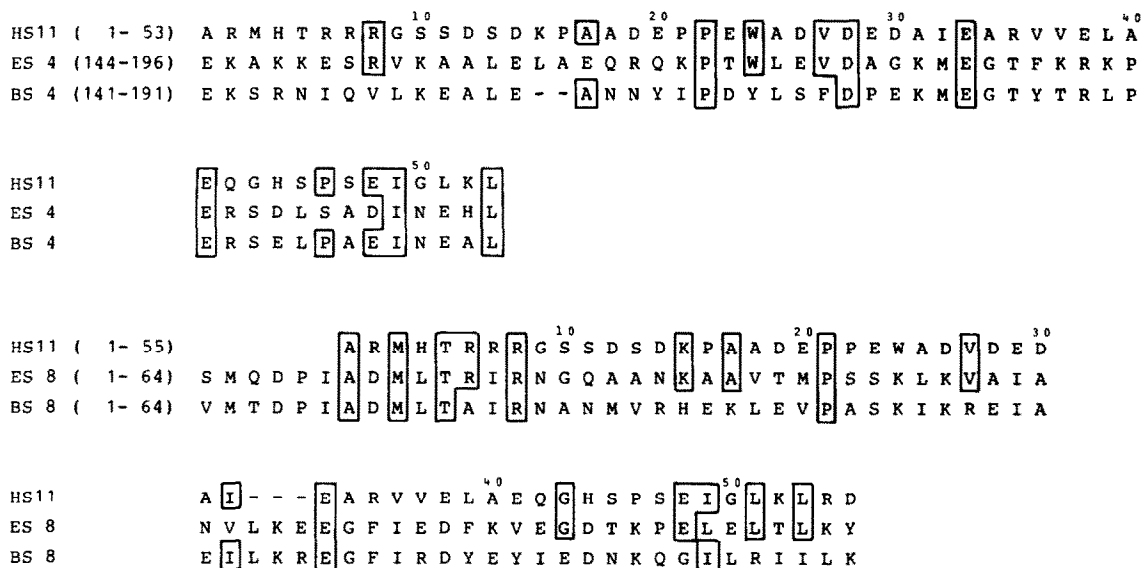 10 20 30 40
HS11 ( 1- 53) A R M H T R R R G S S D S D K P A A D E P P E W A D V D E D A I E A R V V E L A
ES 4 (144-196) E K A K K E S R V K A A L E L A E Q R Q K P T W L E V D A G K M E G T F K R K P
BS 4 (141-191) E K S R N I Q V L K E A L E - - A N N Y I P D Y L S F D P E K M E G T Y T R L P
50
HS11 E Q G H S P S E I G L K L
ES 4 E R S D L S A D I N E H L
BS 4 E R S E L P A E I N E A L
10 20 30
HS11 ( 1- 55) A R M H T R R R G S S D S D K P A A D E P P E W A D V D E D
ES 8 ( 1- 64) S M Q D P I A D M L T R I R N G Q A A N K A A V T M P S S K L K V A I A
BS 8 ( 1- 64) V M T D P I A D M L T A I R N A N M V R H E K L E V P A S K I K R E I A
40 50
HS11 A I - - - E A R V V E L A E Q G H S P S E I G L K L R D
ES 8 N V L K E E G F I E D F K V E G D T K P E L E L T L K Y
BS 8 E I L K R E G F I R D Y E Y I E D N K Q G I L R I I L K